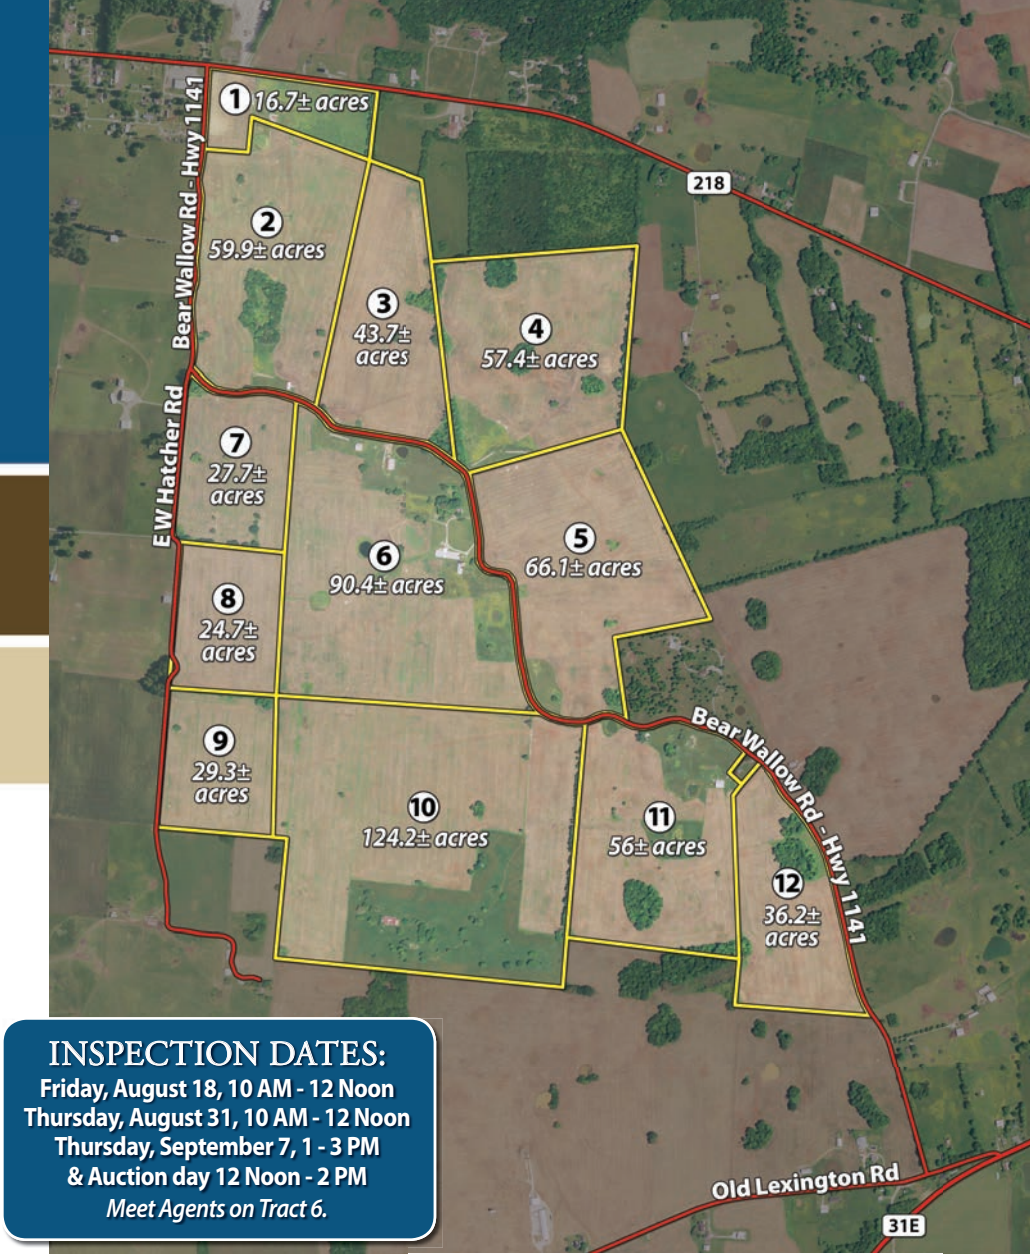 1 16.7± acres
Bear Wallow Rd - Hwy 1141
218
2
59.9± acres
3
43.7±
acres
4
57.4± acres
E W Hatcher Rd
7
27.7±
acres
6
90.4± acres
5
66.1± acres
8
24.7±
acres
9
29.3±
acres
10
124.2± acres
Bear Wallow Rd - Hwy 1141
11
56± acres
12
36.2±
acres
INSPECTION DATES:
Friday, August 18, 10 AM - 12 Noon
Thursday, August 31, 10 AM - 12 Noon
Thursday, September 7, 1 - 3 PM
& Auction day 12 Noon - 2 PM
Meet Agents on Tract 6.
Old Lexington Rd
31E